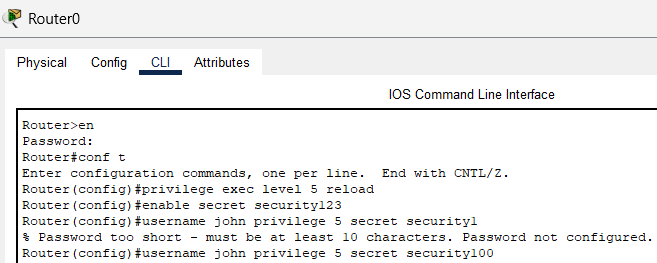 Router0
Physical Config CLI Attributes
IOS Command Line Interface
Router>en
Password:
Router#conf t
Enter configuration commands, one per line.  End with CNTL/Z.
Router(config)#privilege exec level 5 reload
Router(config)#enable secret security123
Router(config)#username john privilege 5 secret security1
% Password too short - must be at least 10 characters. Password not configured.
Router(config)#username john privilege 5 secret security100